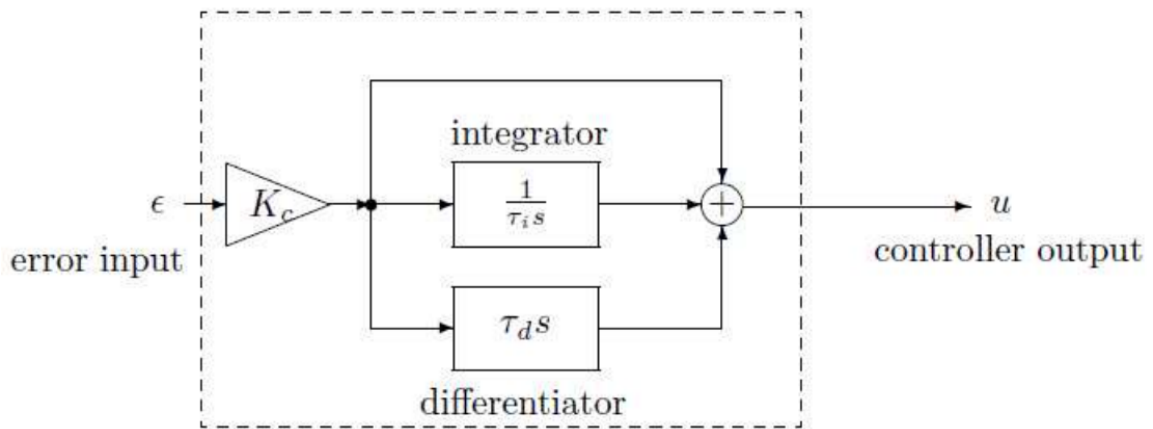 integrator
ϵ
K_c
1
τ_i s
+
u
error input
controller output
τ_d s
differentiator